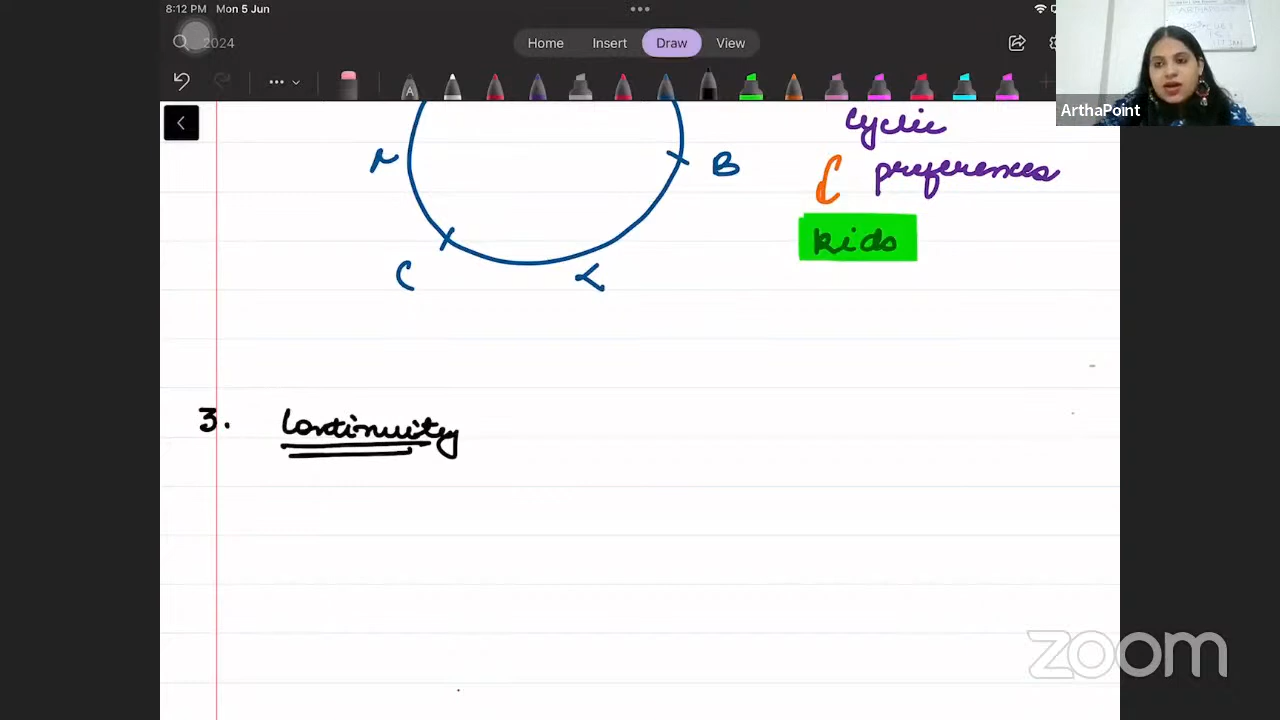 8:12 PM Mon 5 Jun
2024
Home Insert Draw View
A
ArthaPoint
cyclic
preferences
B
kids
C
3. Continuity
zoom